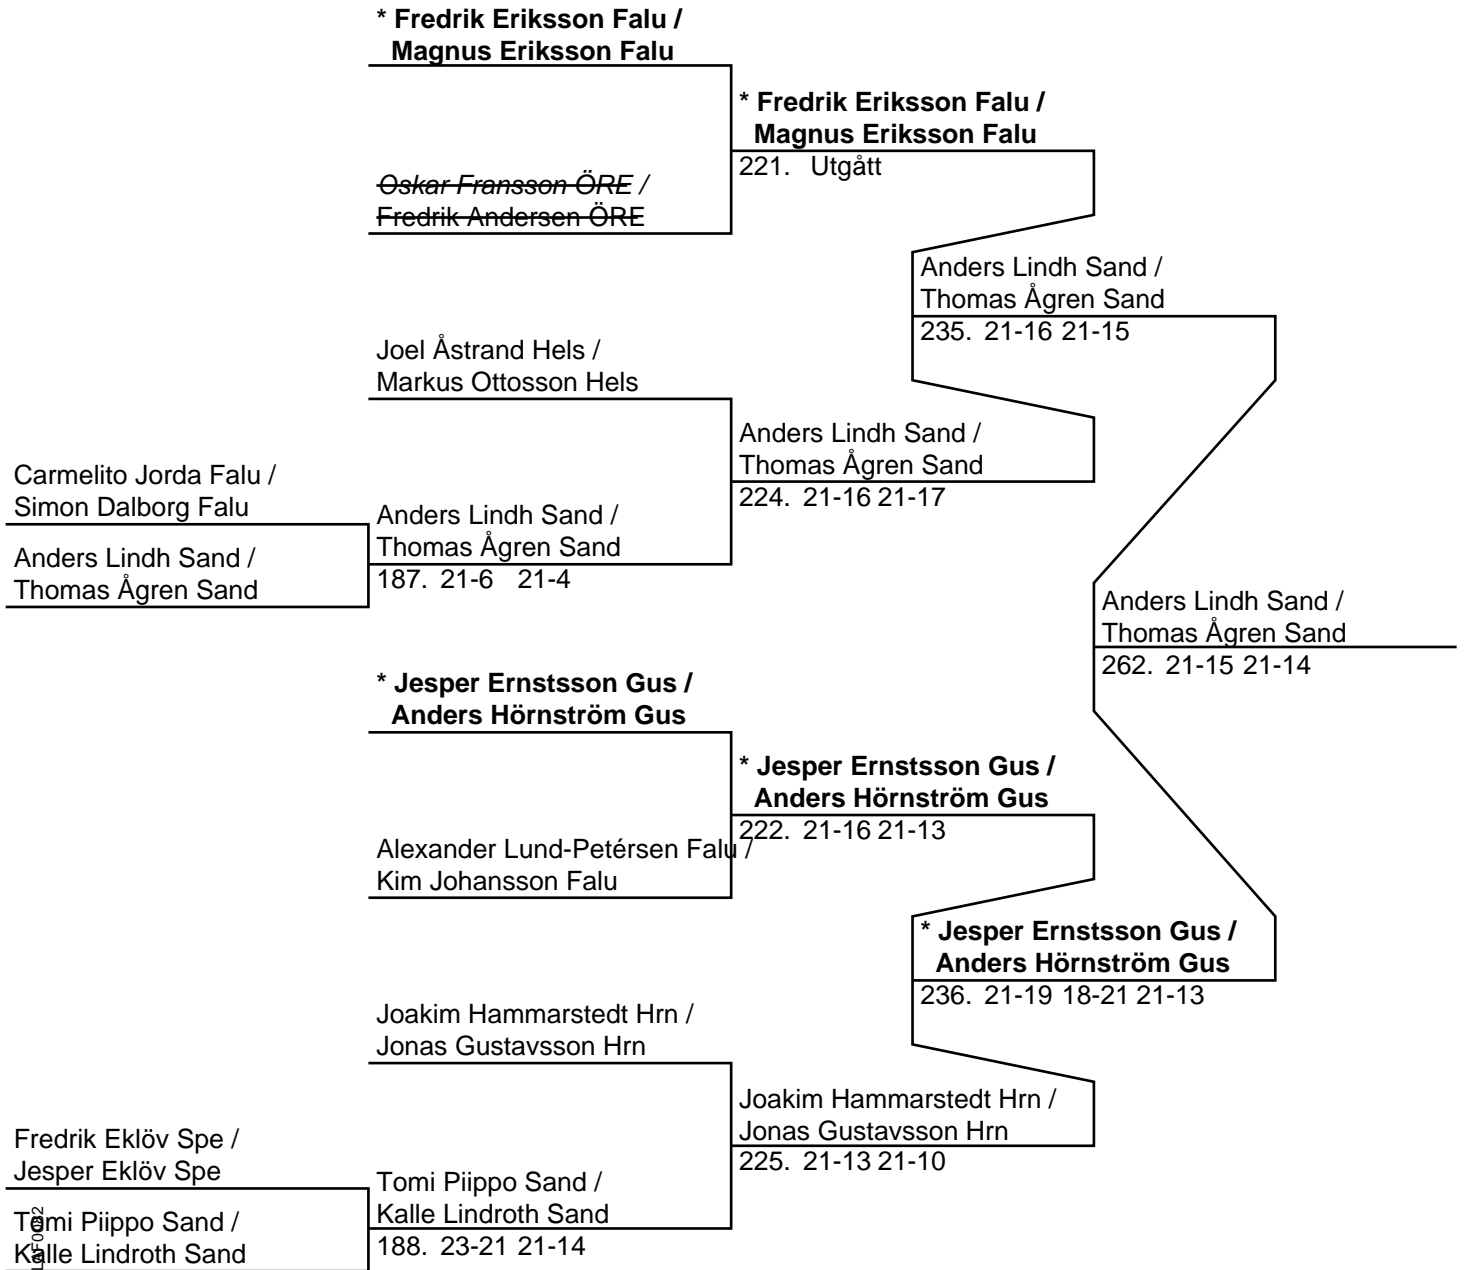 * Fredrik Eriksson Falu /
Magnus Eriksson Falu
* Fredrik Eriksson Falu /
Magnus Eriksson Falu
221. Utgått
Oskar Fransson ÖRE /
Fredrik Andersen ÖRE
Anders Lindh Sand /
Thomas Ågren Sand
235. 21-16 21-15
Joel Åstrand Hels /
Markus Ottosson Hels
Anders Lindh Sand /
Thomas Ågren Sand
224. 21-16 21-17
Carmelito Jorda Falu /
Simon Dalborg Falu
Anders Lindh Sand /
Thomas Ågren Sand
187. 21-6 21-4
Anders Lindh Sand /
Thomas Ågren Sand
Anders Lindh Sand /
Thomas Ågren Sand
262. 21-15 21-14
* Jesper Ernstsson Gus /
Anders Hörnström Gus
* Jesper Ernstsson Gus /
Anders Hörnström Gus
222. 21-16 21-13
Alexander Lund-Petérsen Falu /
Kim Johansson Falu
* Jesper Ernstsson Gus /
Anders Hörnström Gus
236. 21-19 18-21 21-13
Joakim Hammarstedt Hrn /
Jonas Gustavsson Hrn
Joakim Hammarstedt Hrn /
Jonas Gustavsson Hrn
225. 21-13 21-10
Fredrik Eklöv Spe /
Jesper Eklöv Spe
Tomi Piippo Sand /
Kalle Lindroth Sand
188. 23-21 21-14
Tomi Piippo Sand /
Kalle Lindroth Sand